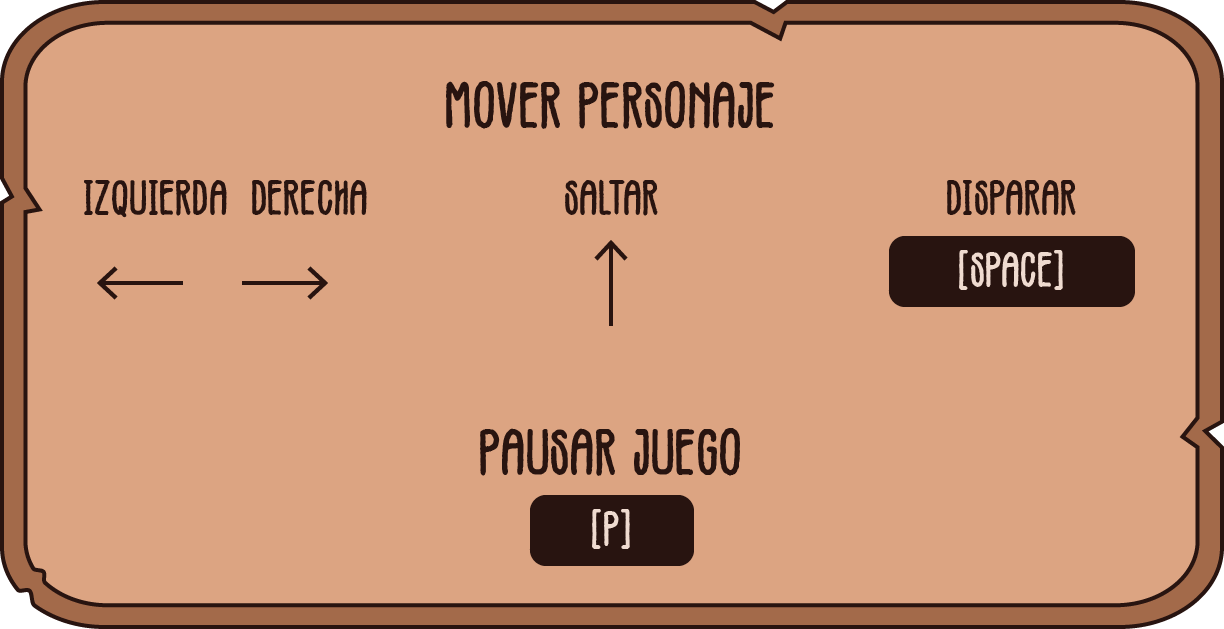 MOVER PERSONAJE
IZQUIERDA DERECHA SALTAR DISPARAR
[SPACE]
PAUSAR JUEGO
[P]